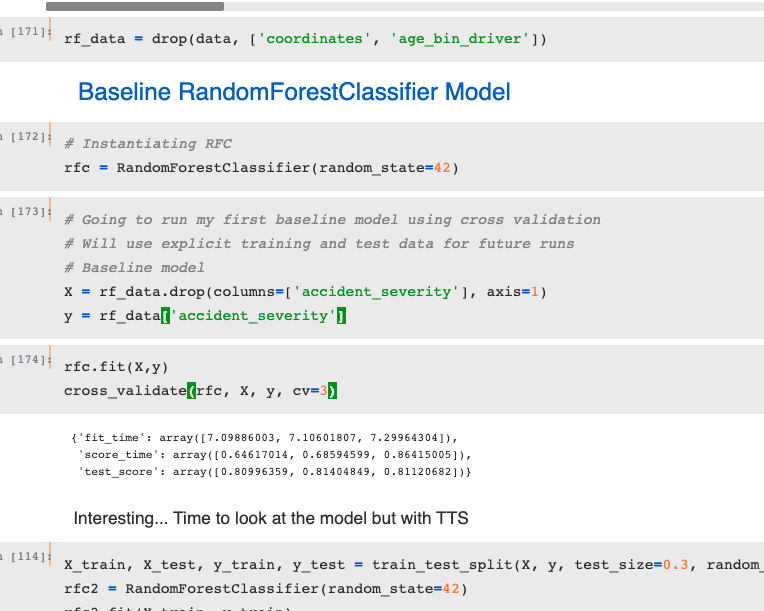 [171]:
rf_data = drop(data, ['coordinates', 'age_bin_driver'])
Baseline RandomForestClassifier Model
[172]:
# Instantiating RFC
rfc = RandomForestClassifier(random_state=42)
[173]:
# Going to run my first baseline model using cross validation
# Will use explicit training and test data for future runs
# Baseline model
X = rf_data.drop(columns=['accident_severity'], axis=1)
y = rf_data['accident_severity']
[174]:
rfc.fit(X,y)
cross_validate(rfc, X, y, cv=3)
{'fit_time': array([7.09886003, 7.10601807, 7.29964304]),
'score_time': array([0.64617014, 0.68594599, 0.86415005]),
'test_score': array([0.80996359, 0.81404849, 0.81120682])}
Interesting... Time to look at the model but with TTS
[114]:
X_train, X_test, y_train, y_test = train_test_split(X, y, test_size=0.3, random_
rfc2 = RandomForestClassifier(random_state=42)
rfc2.fit(X_train, y_train)